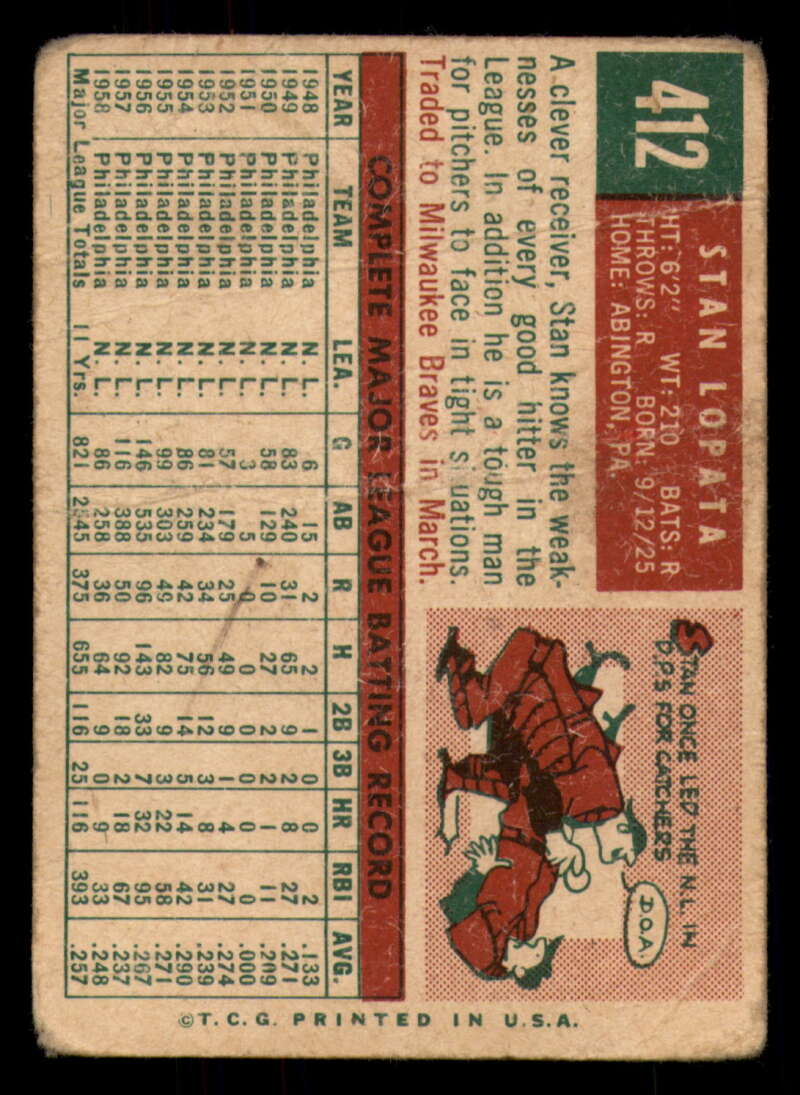 412
STAN LOPATA
HT: 6'2" WT: 210 BATS: R
THROWS: R BORN: 9/12/25
HOME: ABINGTON, PA.
A clever receiver, Stan knows the weak-
nesses of every good hitter in the
League. In addition, he is a tough man
for pitchers to face in tight situations.
Traded to Milwaukee Braves in March.
STAN ONCE LED THE N.L. IN
D.P.'S FOR CATCHERS
D.O.A.
COMPLETE MAJOR LEAGUE BATTING RECORD
YEAR TEAM LEA. G AB R H 2B 3B HR RBI AVG.
1948 Philadelphia N. L. 6 15 2 2 1 0 0 2 .133
1949 Philadelphia N. L. 83 240 31 65 9 2 8 27 .271
1950 Philadelphia N. L. 58 129 10 27 2 2 1 11 .209
1951 Philadelphia N. L. 3 5 0 0 0 0 0 0 .000
1952 Philadelphia N. L. 57 179 25 49 9 1 4 27 .274
1953 Philadelphia N. L. 81 234 34 56 12 3 8 31 .239
1954 Philadelphia N. L. 86 259 42 75 14 5 14 42 .290
1955 Philadelphia N. L. 99 303 49 82 9 3 22 58 .271
1956 Philadelphia N. L. 146 535 96 143 33 7 32 95 .267
1957 Philadelphia N. L. 116 388 50 92 18 2 18 67 .237
1958 Philadelphia N. L. 86 258 36 64 9 0 9 33 .248
Major League Totals 11 Yrs. 821 2545 375 655 116 25 116 393 .257
©T.C.G. PRINTED IN U.S.A.